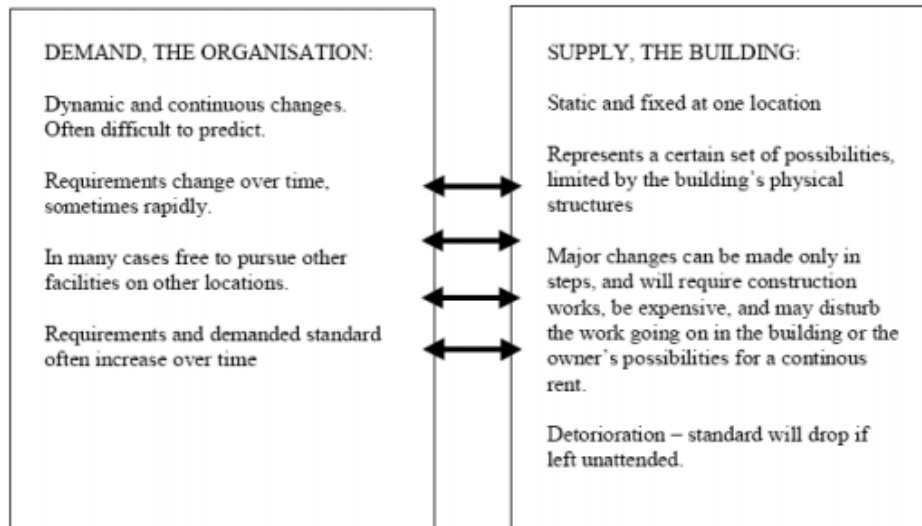 DEMAND, THE ORGANISATION:
Dynamic and continuous changes.
Often difficult to predict.
Requirements change over time,
sometimes rapidly.
In many cases free to pursue other
facilities on other locations.
Requirements and demanded standard
often increase over time
SUPPLY, THE BUILDING:
Static and fixed at one location
Represents a certain set of possibilities,
limited by the building's physical
structures
Major changes can be made only in
steps, and will require construction
works, be expensive, and may disturb
the work going on in the building or the
owner`s possibilities for a continous
rent.
Detorioration – standard will drop if
left unattended.